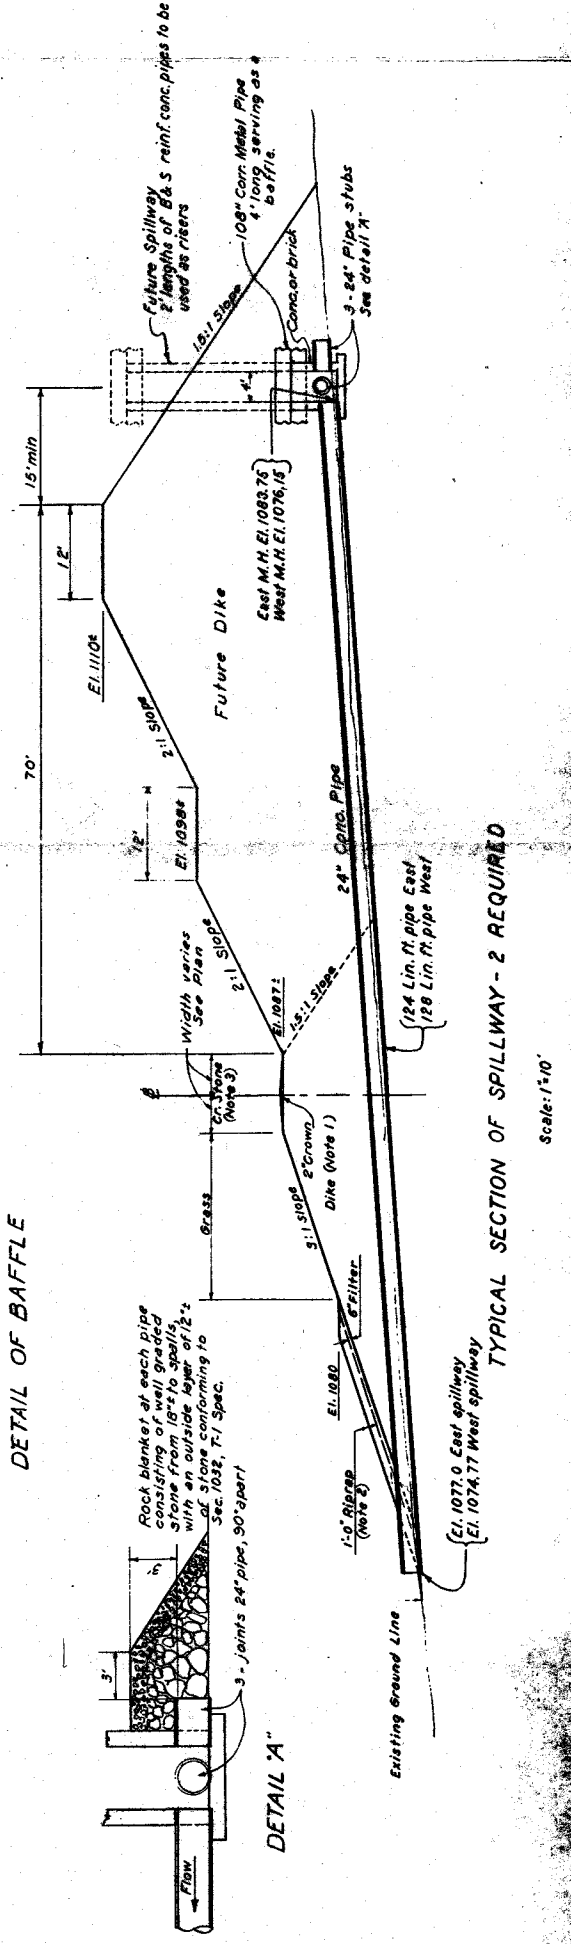 DETAIL OF BAFFLE
Rock blanket at each pipe
consisting of well graded
stone from 18"± to spalls,
with an outside layer of 12"±
of stone conforming to
Sec. 1032, T-1 Spec.
3'
3'
3-joints 24" pipe, 90° apart
Flow
DETAIL "A"
Future Spillway
2' lengths of B & S reinf. conc. pipes to be
used as risers
108" Corr. Metal Pipe
4' long serving as a
baffle.
1.5:1 Slope
Conc. or brick
3-24" Pipe stubs
See detail "A"
4'
15' min
70'
12'
El. 1110±
2:1 Slope
Future Dike
East M.H. El. 1083.75
West M.H. El. 1076.15
12'
El. 1098±
2:1 Slope
Width varies
See Plan
El. 1087±
1.5:1 Slope
24" Conc. Pipe
124 Lin. ft. pipe East
128 Lin. ft. pipe West
℄
Cr. Stone
(Note 3)
2" Crown
Dike (Note 1)
Grass
3:1 Slope
6" Filter
El. 1080
1'-0" Riprap
(Note 2)
El. 1077.0 East spillway
El. 1074.77 West spillway
Existing Ground Line
TYPICAL SECTION OF SPILLWAY - 2 REQUIRED
Scale: 1"=10'